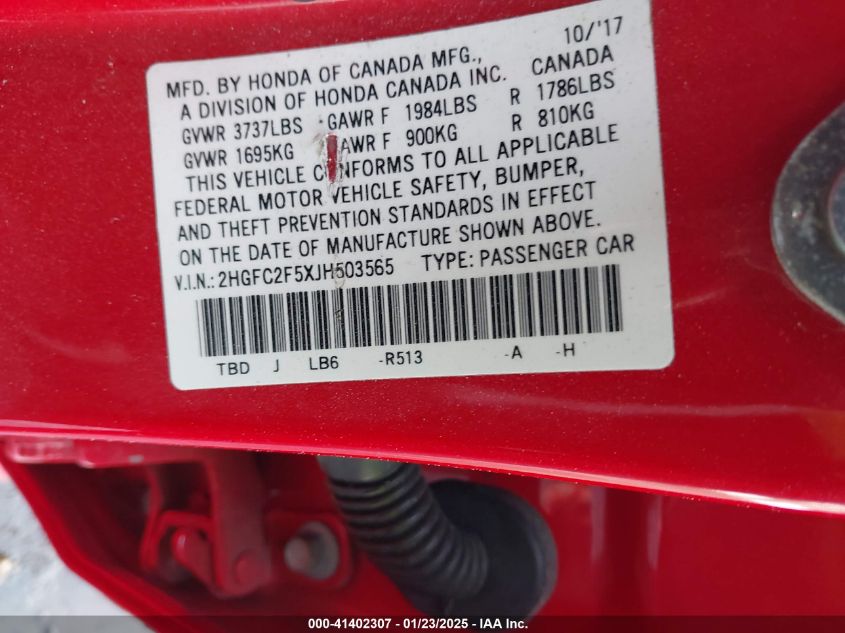 10/'17
MFD. BY HONDA OF CANADA MFG., CANADA
A DIVISION OF HONDA CANADA INC.
GVWR 3737LBS GAWR F 1984LBS R 1786LBS
GVWR 1695KG AWR F 900KG R 810KG
THIS VEHICLE C NFORMS TO ALL APPLICABLE
FEDERAL MOTOR VEHICLE SAFETY, BUMPER,
AND THEFT PREVENTION STANDARDS IN EFFECT
ON THE DATE OF MANUFACTURE SHOWN ABOVE.
V.I.N.: 2HGFC2F5XJH503565 TYPE: PASSENGER CAR
TBD J LB6 -R513 -A -H
000-41402307 - 01/23/2025 - IAA Inc.